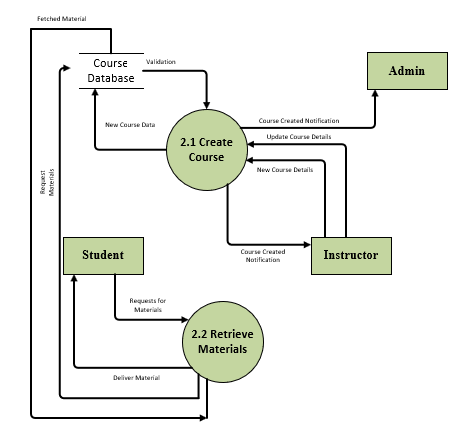 Fetched Material
Course
Database
Validation
Admin
Course Created Notification
Update Course Details
New Course Data
2.1 Create
Course
New Course Details
Request
Materials
Course Created
Notification
Student
Instructor
Requests for
Materials
2.2 Retrieve
Materials
Deliver Material